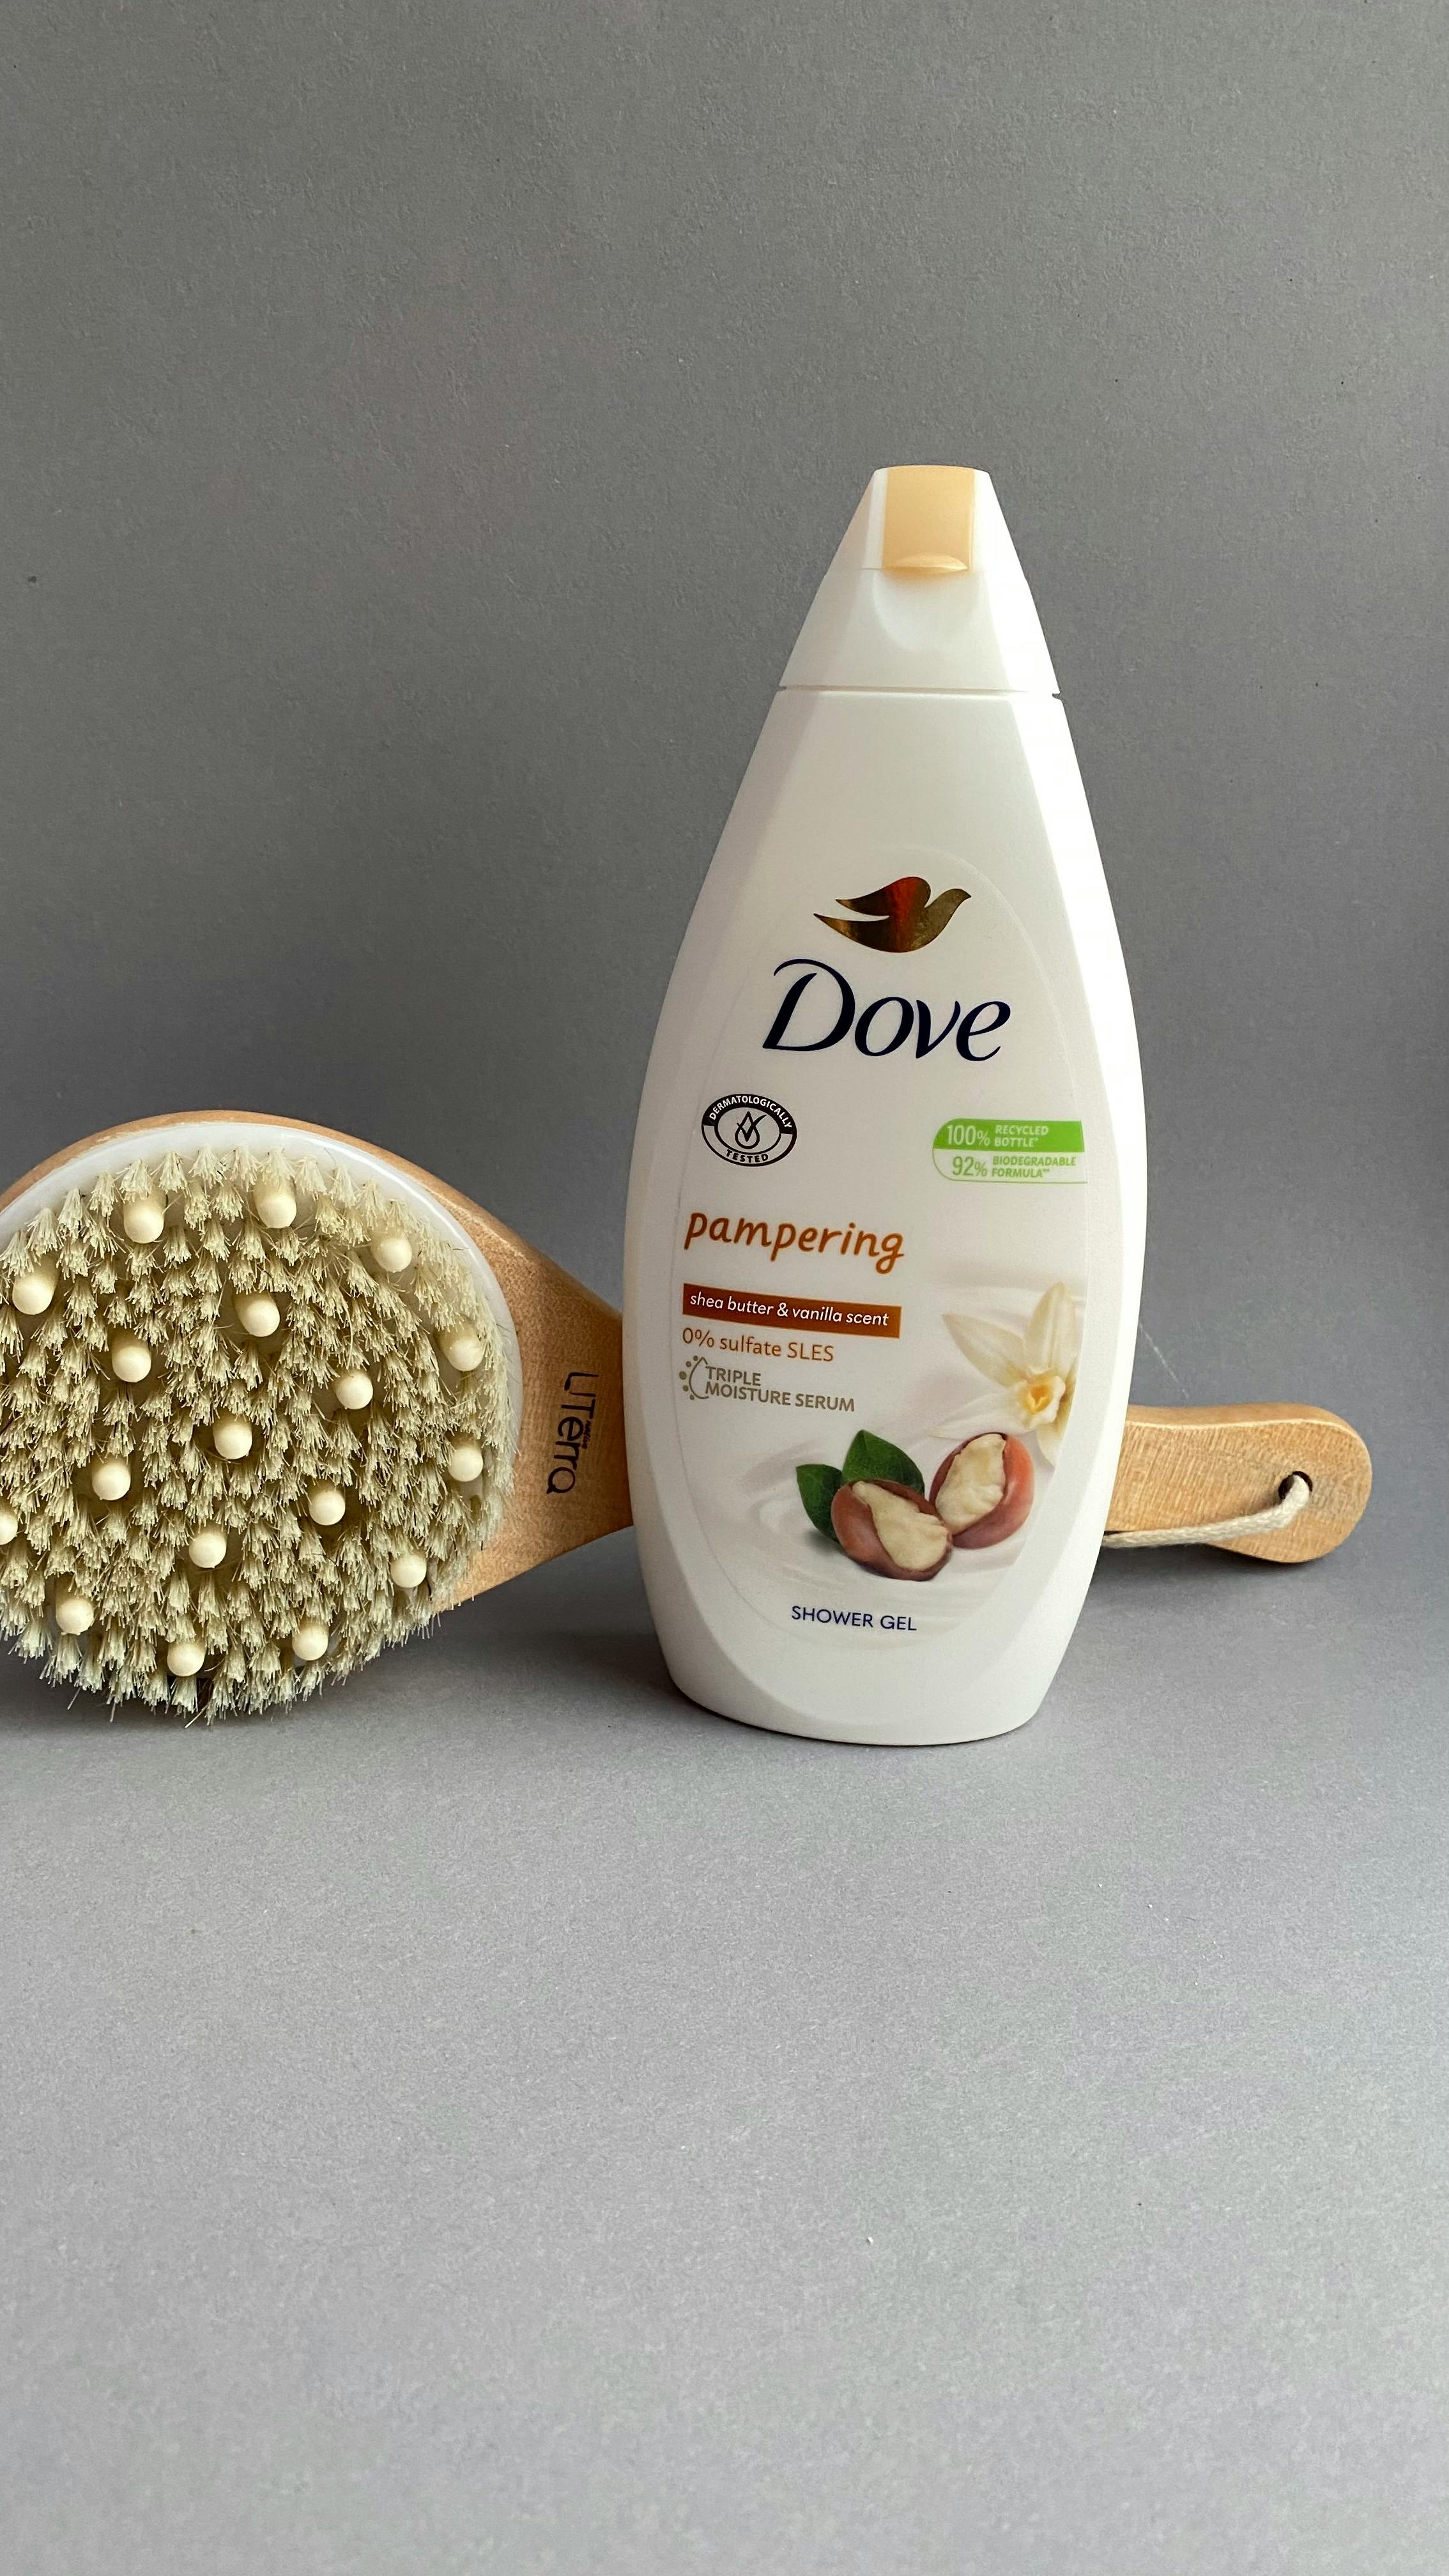 Dove
DERMATOLOGICALLY
TESTED
100% RECYCLED
BOTTLE*
92% BIODEGRADABLE
FORMULA**
pampering
shea butter & vanilla scent
0% sulfate SLES
TRIPLE
MOISTURE SERUM
SHOWER GEL